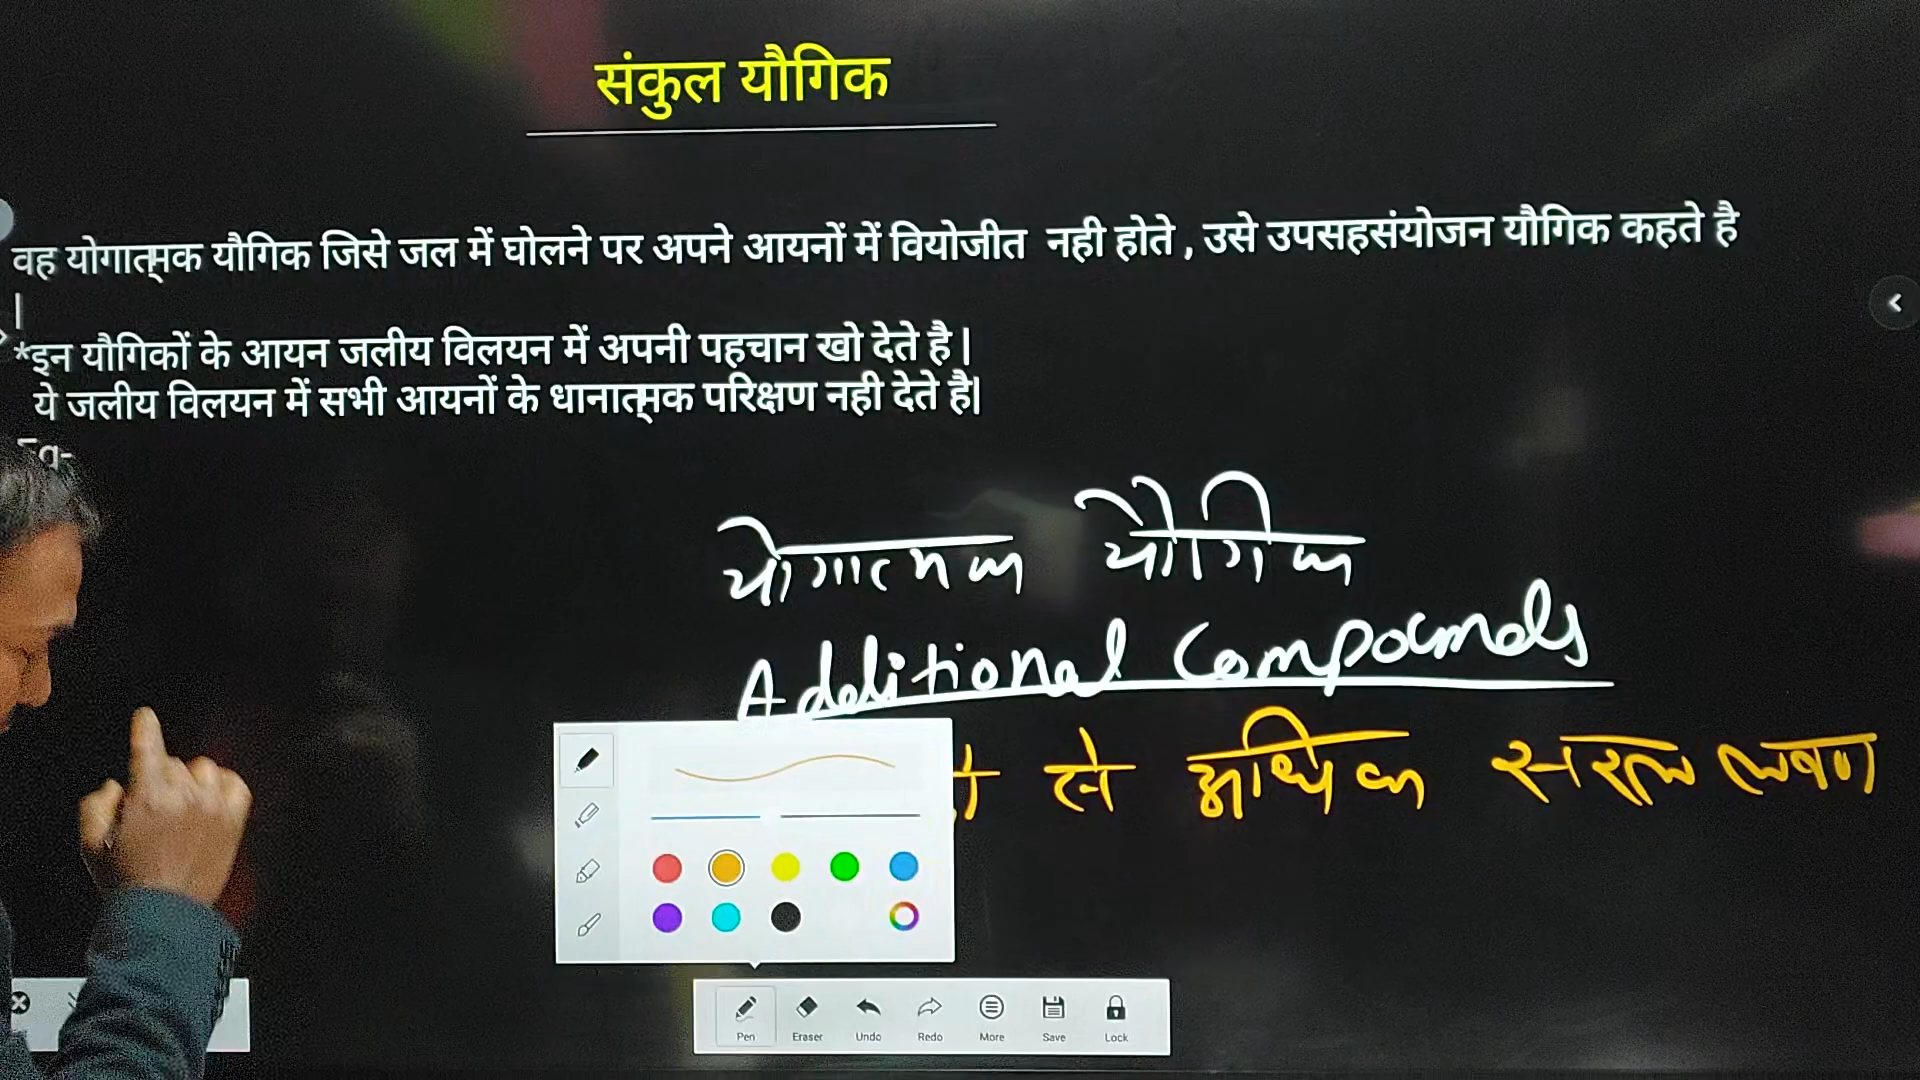 संकुल यौगिक
वह योगात्मक यौगिक जिसे जल में घोलने पर अपने आयनों में वियोजीत नही होते , उसे उपसहसंयोजन यौगिक कहते है
|
*इन यौगिकों के आयन जलीय विलयन में अपनी पहचान खो देते है |
ये जलीय विलयन में सभी आयनों के धानात्मक परिक्षण नही देते है|
योगात्मक यौगिक
Additional Compounds
से अधिक सरल लवण
Pen Eraser Undo Redo More Save Lock